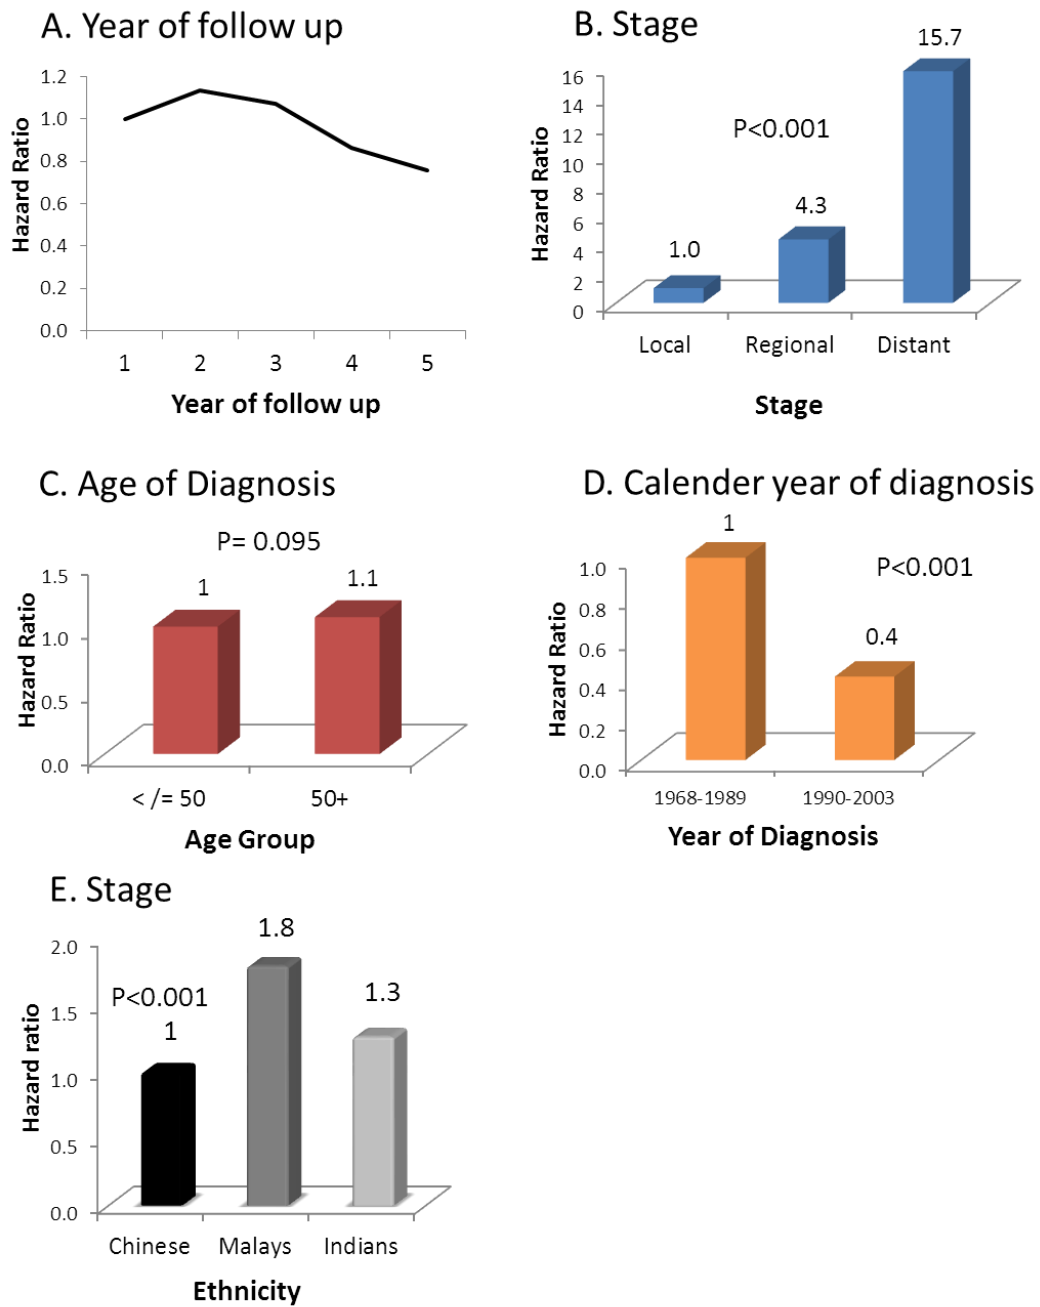 A. Year of follow up
Hazard Ratio
1.2
1.0
0.8
0.6
0.4
0.2
0.0
1 2 3 4 5
Year of follow up
B. Stage
Hazard Ratio
16
14
12
10
8
6
4
2
0
P<0.001
1.0
4.3
15.7
Local Regional Distant
Stage
C. Age of Diagnosis
P= 0.095
Hazard Ratio
1.5
1.0
0.5
0.0
1
1.1
< /= 50 50+
Age Group
D. Calender year of diagnosis
Hazard Ratio
1.0
0.8
0.6
0.4
0.2
0.0
1
P<0.001
0.4
1968-1989 1990-2003
Year of Diagnosis
E. Stage
Hazard ratio
2.0
1.5
1.0
0.5
0.0
P<0.001
1
1.8
1.3
Chinese Malays Indians
Ethnicity